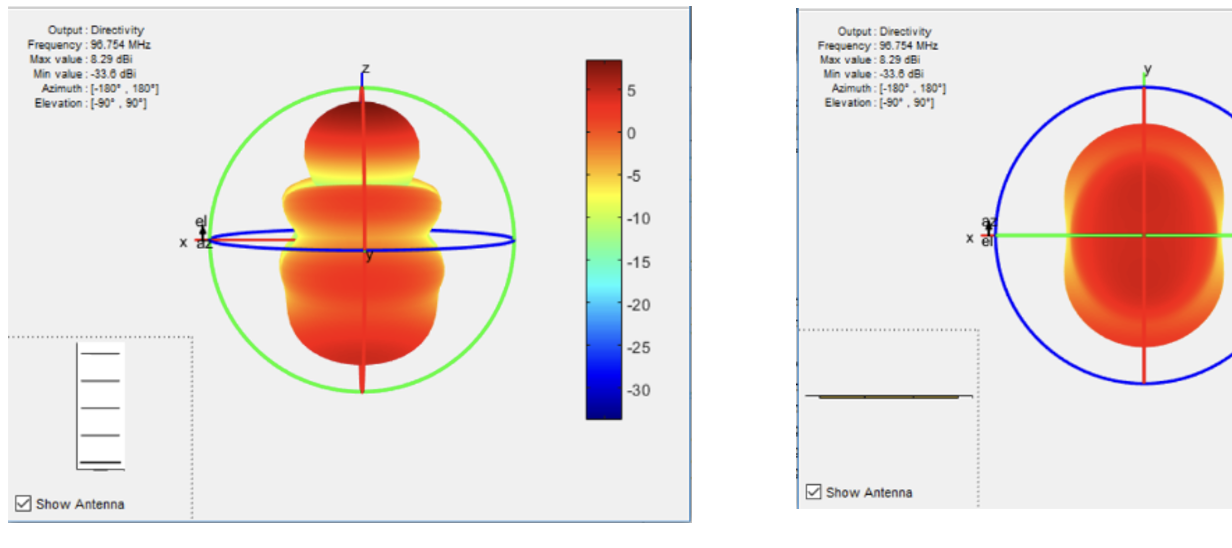 Output : Directivity
Frequency : 96.754 MHz
Max value : 8.29 dBi
Min value : -33.6 dBi
Azimuth : [-180° , 180°]
Elevation : [-90° , 90°]
z
el
x
az
y
5
0
-5
-10
-15
-20
-25
-30
Show Antenna
Output : Directivity
Frequency : 96.754 MHz
Max value : 8.29 dBi
Min value : -33.6 dBi
Azimuth : [-180° , 180°]
Elevation : [-90° , 90°]
y
az
x
el
Show Antenna